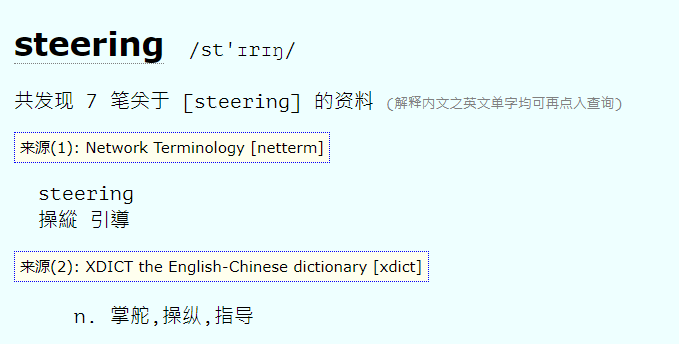 steering /st'ɪrɪŋ/
共发现 7 笔关于 [steering] 的资料 (解释内文之英文单字均可再点入查询)
来源(1): Network Terminology [netterm]
steering
操縱 引導
来源(2): XDICT the English-Chinese dictionary [xdict]
n. 掌舵,操纵,指导